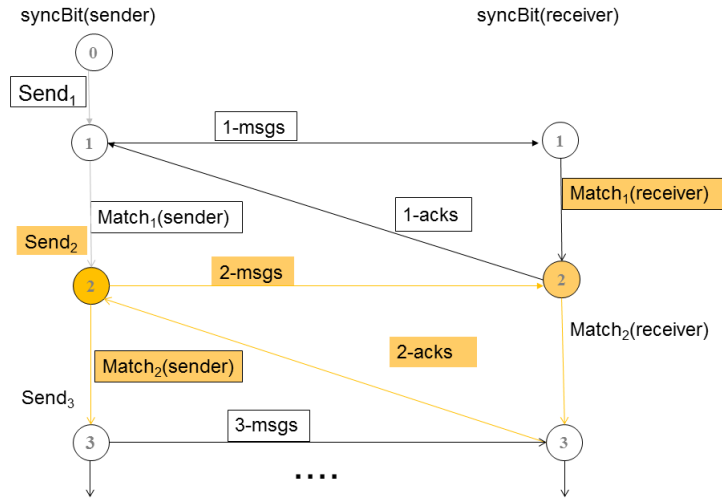 syncBit(sender) syncBit(receiver)
0
Send₁
1-msgs
1 1
Match₁(receiver)
Match₁(sender) 1-acks
Send₂
2-msgs
2 2
Match₂(receiver)
2-acks
Match₂(sender)
Send₃
3-msgs
3 3
....